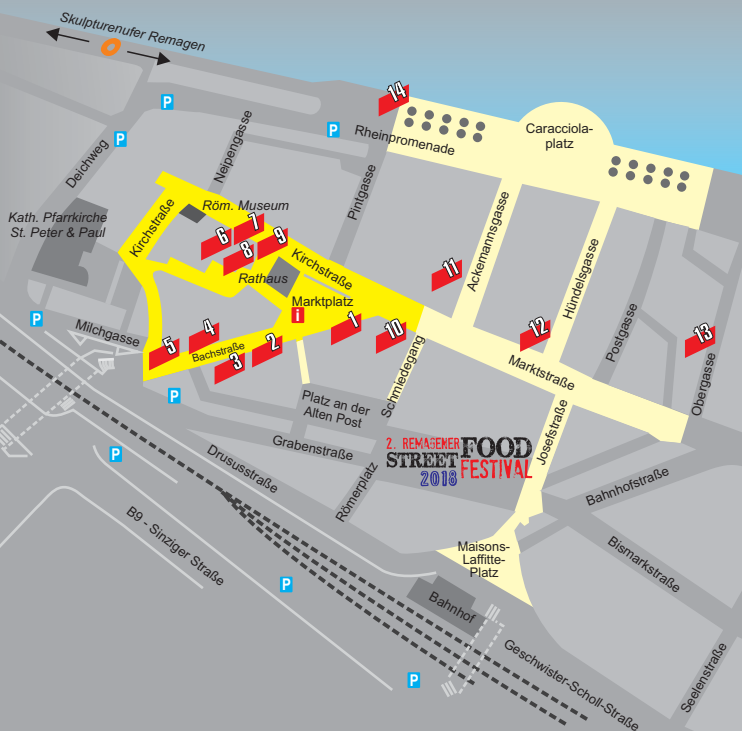 Skulpturenufer Remagen
P
14
Rheinpromenade
Caracciola-
platz
P
P
Deichweg
Neipengasse
Pintgasse
Kath. Pfarrkirche
St. Peter & Paul
Kirchstraße
Röm. Museum
6
7
8
9
Rathaus
Kirchstraße
Marktplatz
i
11
Ackemannsgasse
Hündelsgasse
P
Milchgasse
5
4
Bachstraße
3
2
1
10
Schmiedegang
12
Marktstraße
Postgasse
13
Obergasse
P
Platz an der
Alten Post
Grabenstraße
P
Drususstraße
Römerplatz
2. REMAGENER
STREET FOOD
2018 FESTIVAL
Josefstraße
Bahnhofstraße
B9 - Sinziger Straße
Maisons-
Laffitte-
Platz
Bismarkstraße
P
Bahnhof
Geschwister-Scholl-Straße
Seelenstraße
P